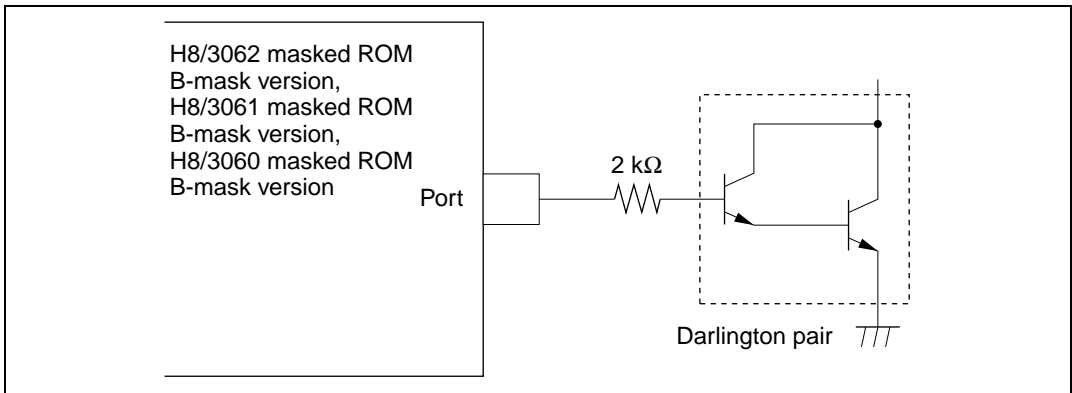 H8/3062 masked ROM
B-mask version,
H8/3061 masked ROM
B-mask version,
H8/3060 masked ROM
B-mask version
Port
2 kΩ
Darlington pair